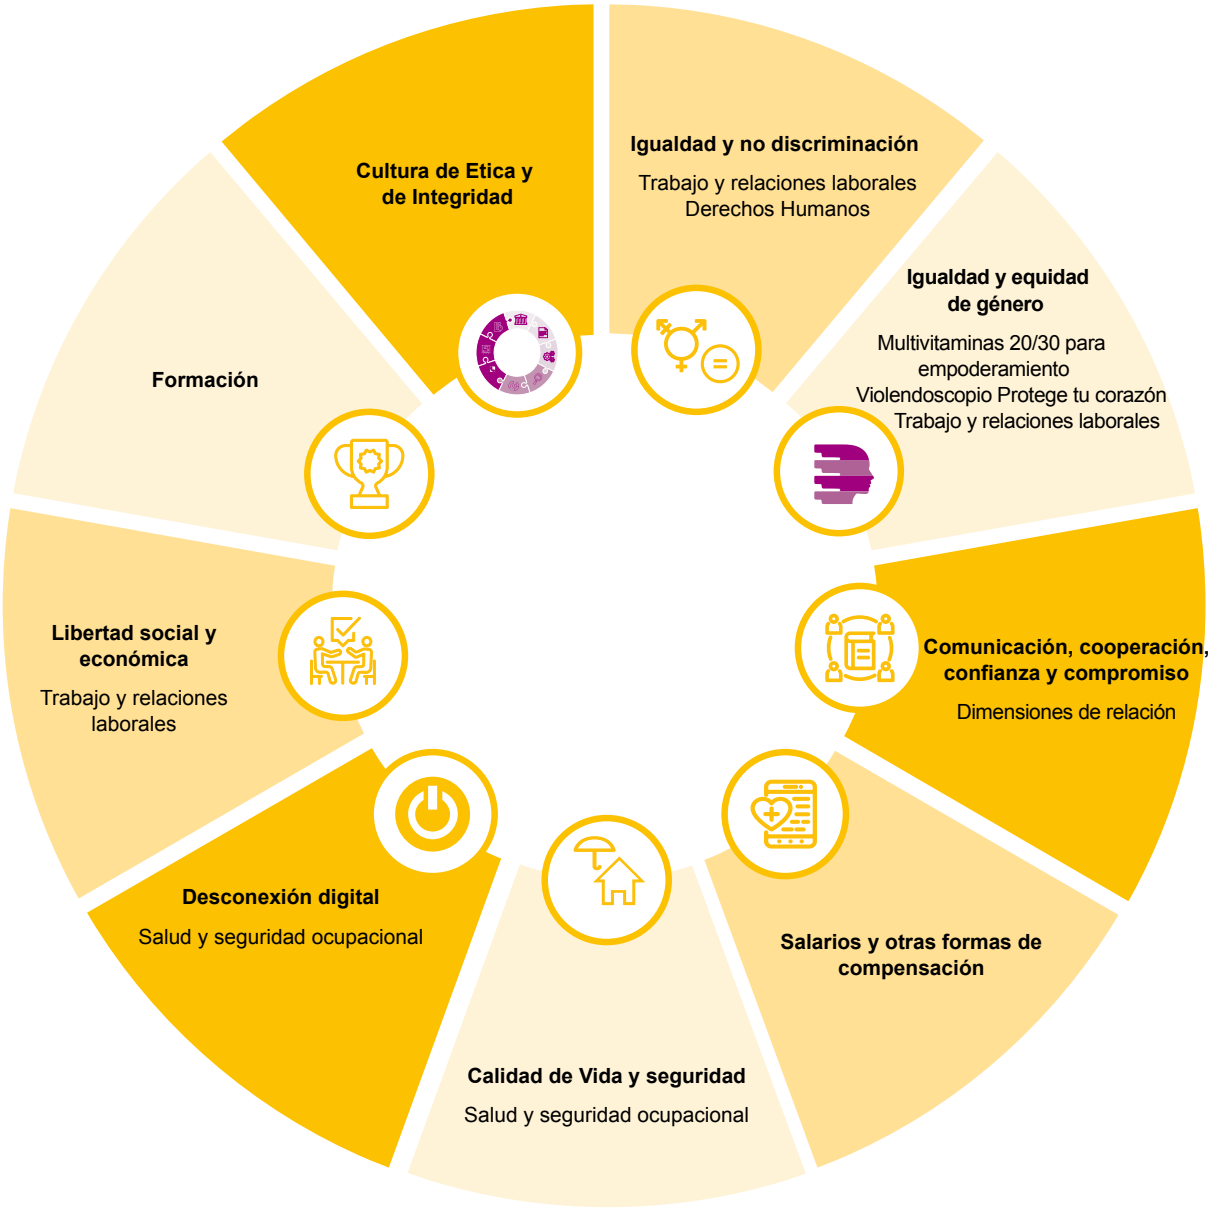 Cultura de Etica y
de Integridad
Igualdad y no discriminación
Trabajo y relaciones laborales
Derechos Humanos
Igualdad y equidad
de género
Multivitaminas 20/30 para
empoderamiento
Violendoscopio Protege tu corazón
Trabajo y relaciones laborales
Comunicación, cooperación,
confianza y compromiso
Dimensiones de relación
Salarios y otras formas de
compensación
Calidad de Vida y seguridad
Salud y seguridad ocupacional
Desconexión digital
Salud y seguridad ocupacional
Libertad social y
económica
Trabajo y relaciones
laborales
Formación